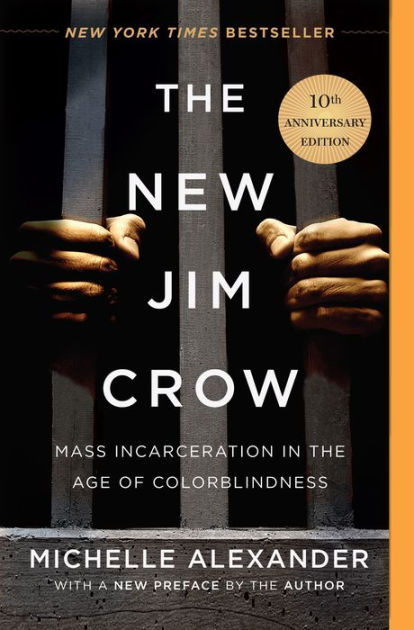 NEW YORK TIMES BESTSELLER
THE
10th
ANNIVERSARY
EDITION
NEW
JIM
CROW
MASS INCARCERATION IN THE
AGE OF COLORBLINDNESS
MICHELLE ALEXANDER
WITH A NEW PREFACE BY THE AUTHOR